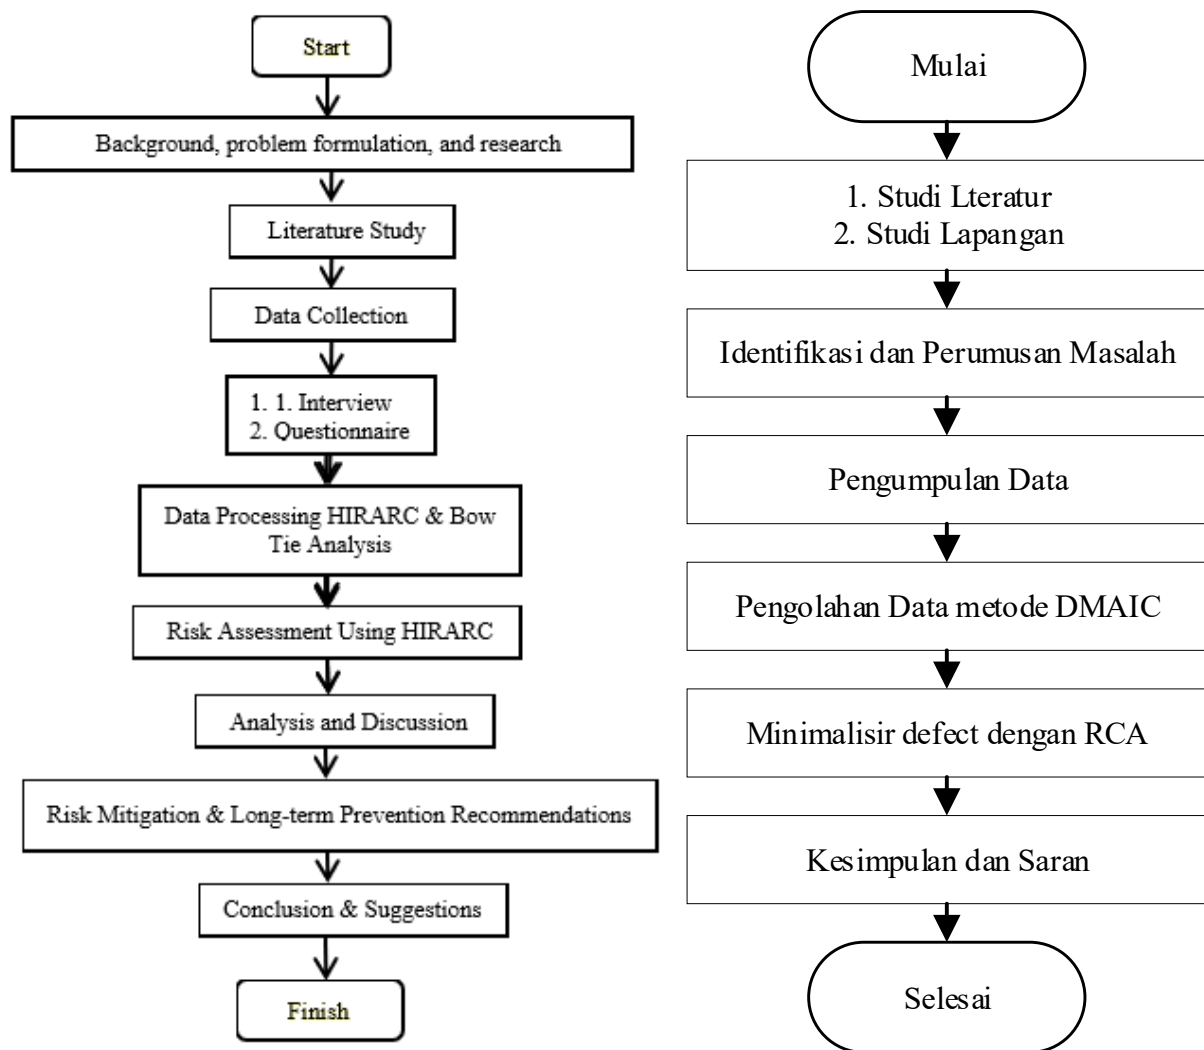 Start
Background, problem formulation, and research
Literature Study
Data Collection
1. 1. Interview
2. Questionnaire
Data Processing HIRARC & Bow
Tie Analysis
Risk Assessment Using HIRARC
Analysis and Discussion
Risk Mitigation & Long-term Prevention Recommendations
Conclusion & Suggestions
Finish
Mulai
1. Studi Lteratur
2. Studi Lapangan
Identifikasi dan Perumusan Masalah
Pengumpulan Data
Pengolahan Data metode DMAIC
Minimalisir defect dengan RCA
Kesimpulan dan Saran
Selesai